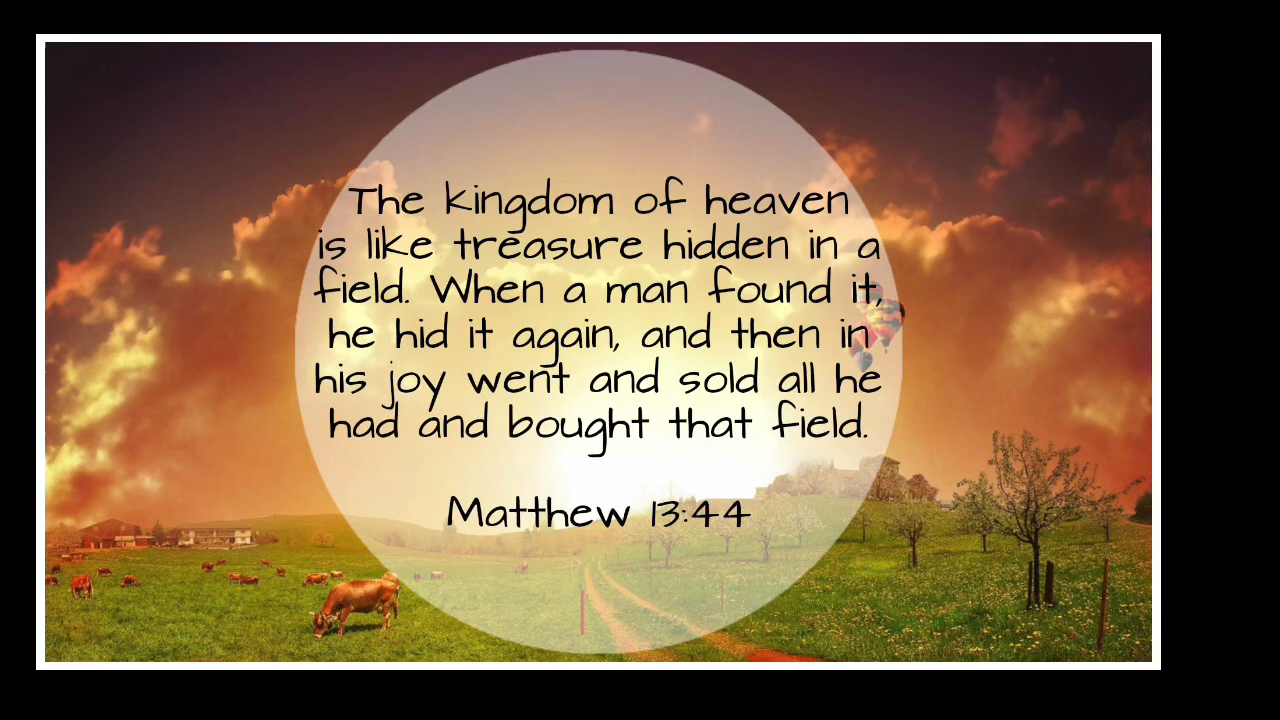 The kingdom of heaven
is like treasure hidden in a
field. When a man found it,
he hid it again, and then in
his joy went and sold all he
had and bought that field.
Matthew 13:44